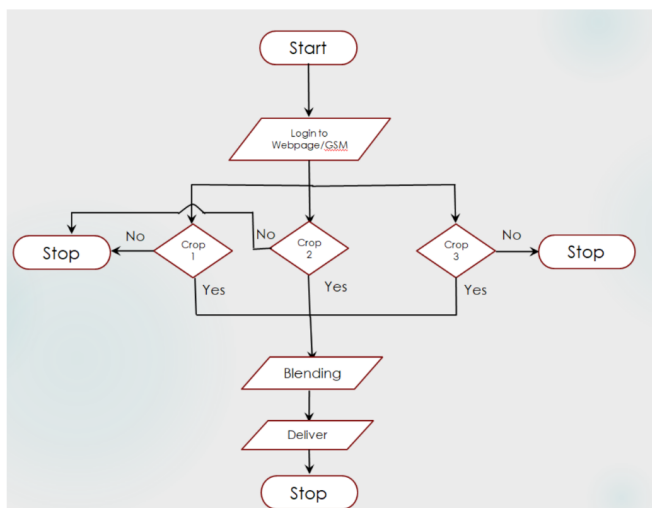 Start
Login to
Webpage/GSM
No
No
No
Stop
Crop
1
Crop
2
Crop
3
Stop
Yes
Yes
Yes
Blending
Deliver
Stop